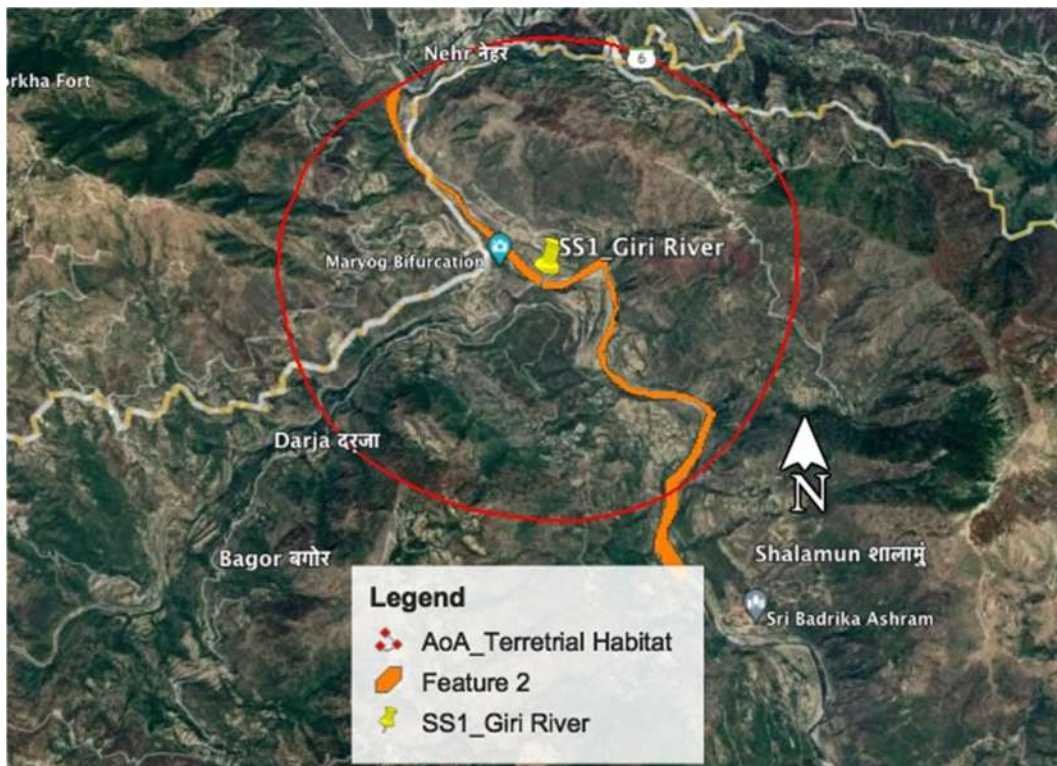 Nehr नेहर
6
orkha Fort
SS1_Giri River
Maryog Bifurcation
Darja दरजा
N
Bagor बगोर
Shalamun शालामुं
Sri Badrika Ashram
Legend
AoA_Terretrial Habitat
Feature 2
SS1_Giri River